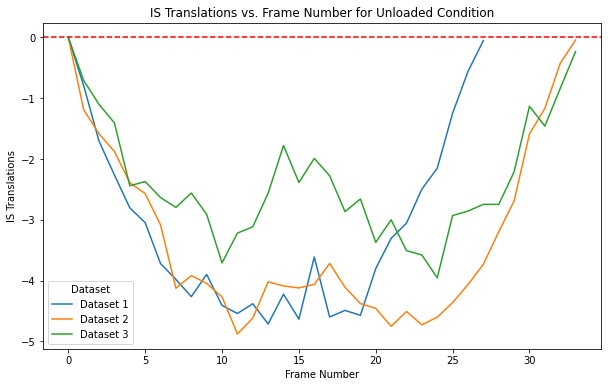 IS Translations vs. Frame Number for Unloaded Condition
IS Translations
0
−1
−2
−3
−4
−5
Dataset
Dataset 1
Dataset 2
Dataset 3
0 5 10 15 20 25 30
Frame Number